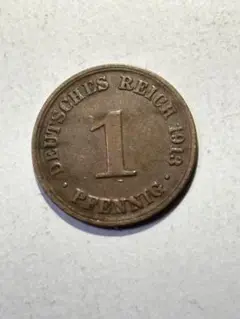 DEUTSCHES REICH 1913
1
· PFENNIG ·